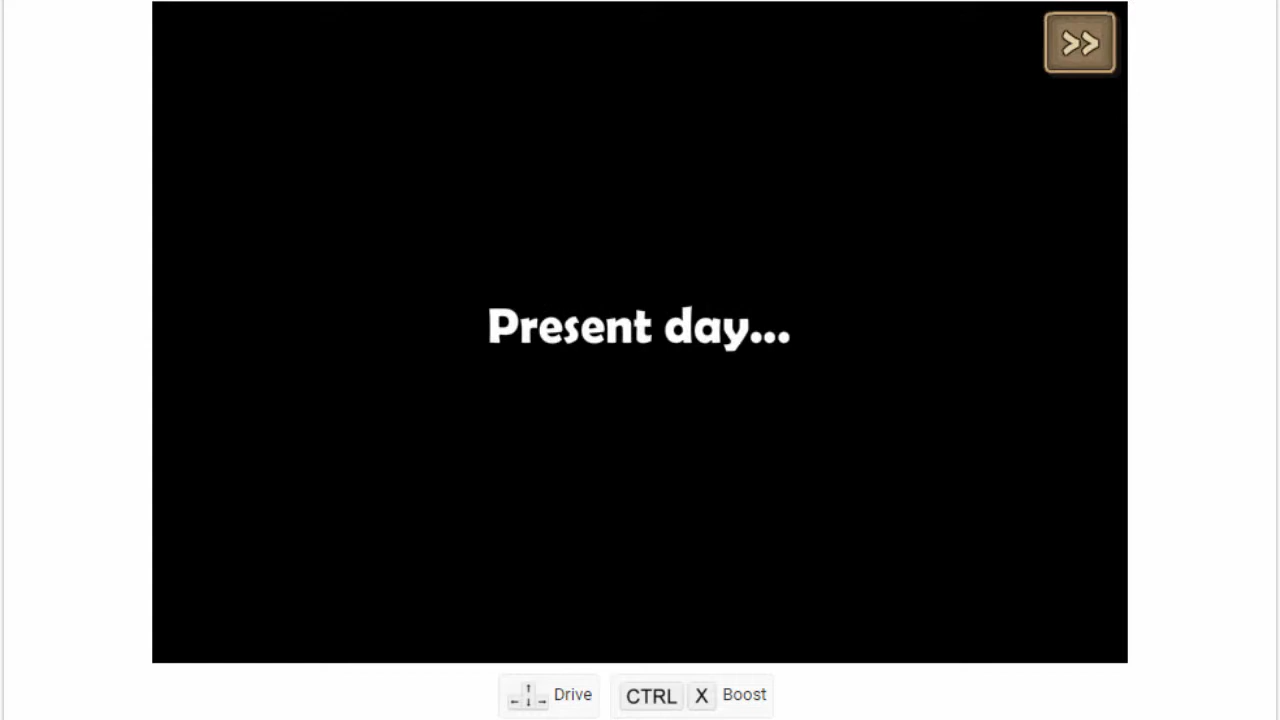 >>
Present day...
↑
← ↓ → Drive CTRL X Boost